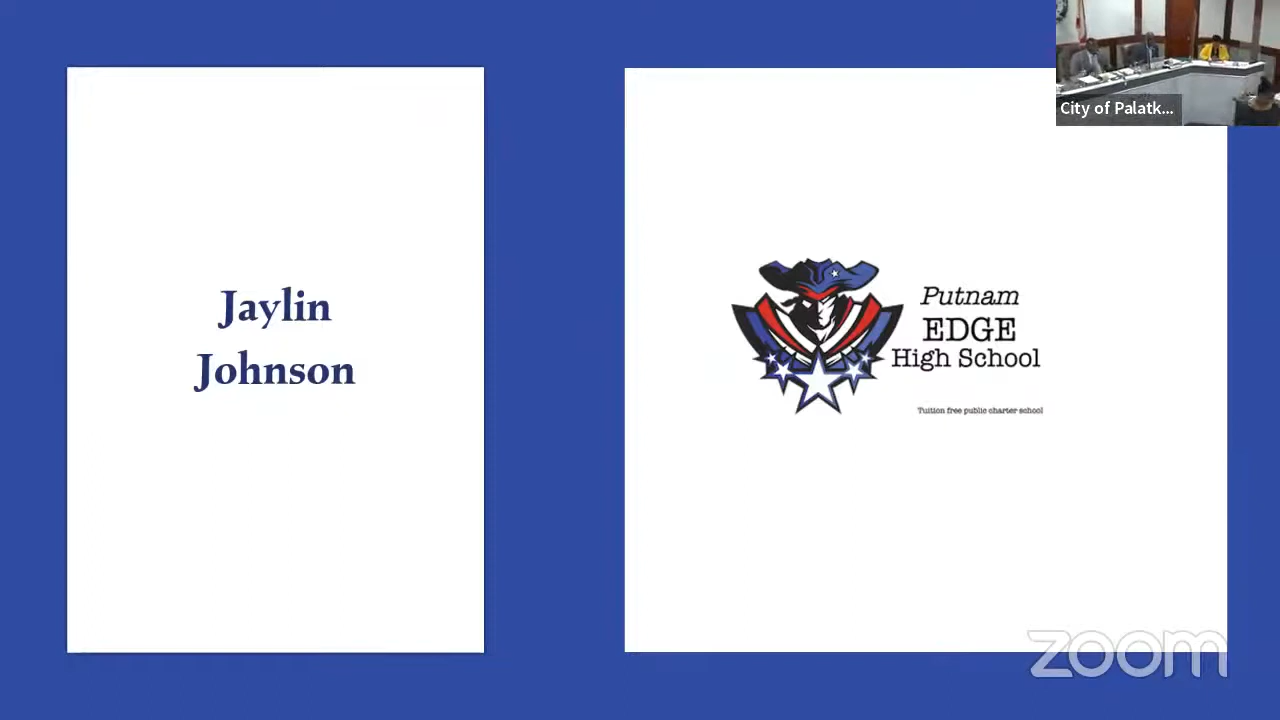 City of Palatk...
Jaylin
Johnson
Putnam
EDGE
High School
Tuition free public charter school
zoom